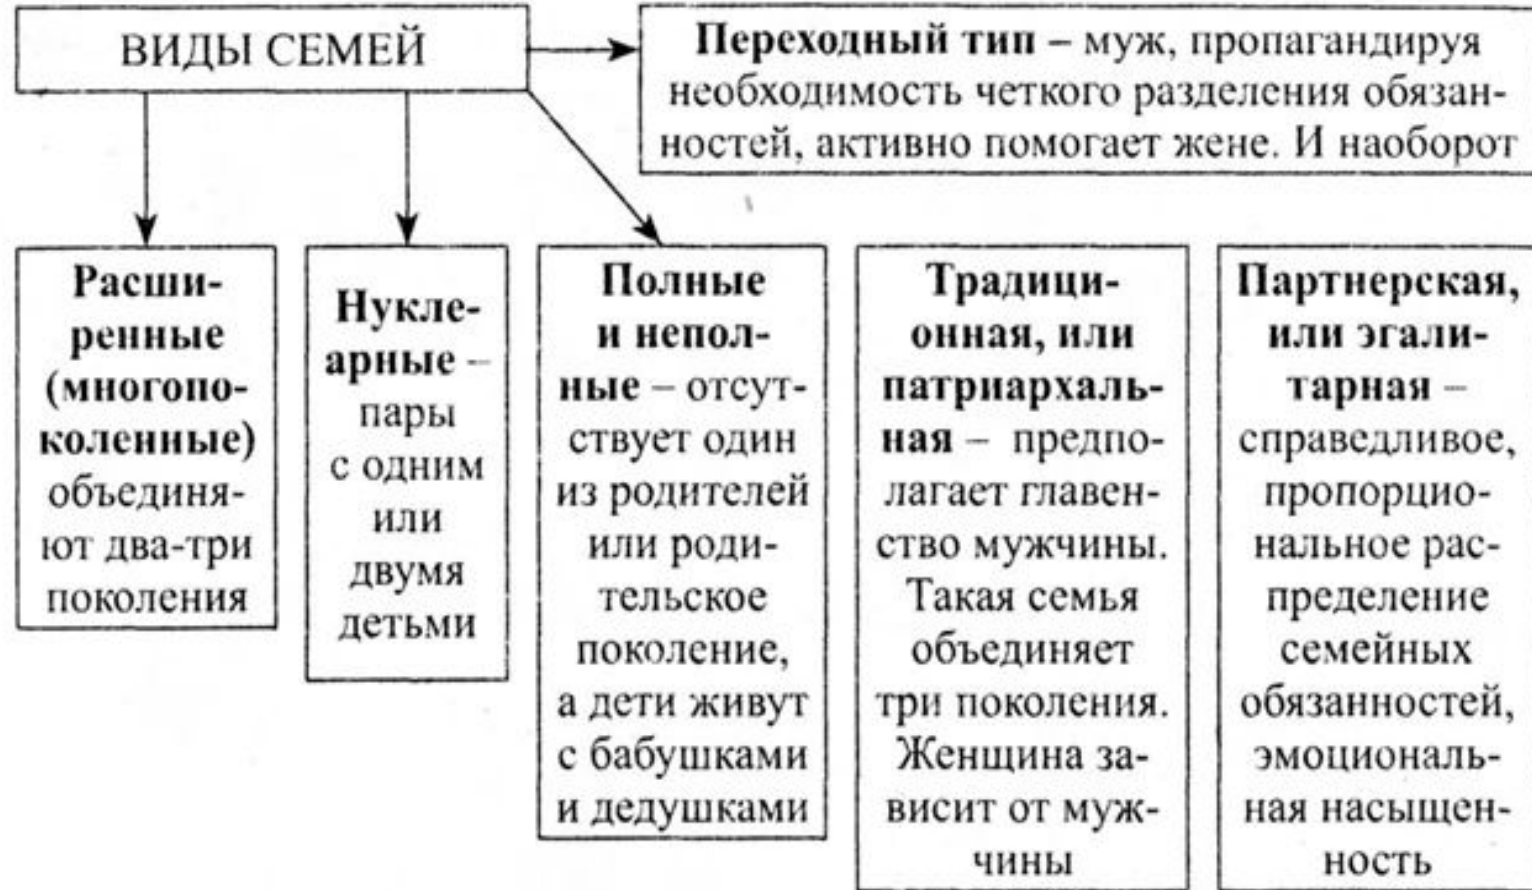 ВИДЫ СЕМЕЙ
Переходный тип – муж, пропагандируя
необходимость четкого разделения обязан-
ностей, активно помогает жене. И наоборот
Расши-
ренные
(многопо-
коленные)
объединя-
ют два-три
поколения
Нукле-
арные –
пары
с одним
или
двумя
детьми
Полные
и непол-
ные – отсут-
ствует один
из родителей
или роди-
тельское
поколение,
а дети живут
с бабушками
и дедушками
Традици-
онная, или
патриархаль-
ная – предпо-
лагает главен-
ство мужчины.
Такая семья
объединяет
три поколения.
Женщина за-
висит от муж-
чины
Партнерская,
или эгали-
тарная –
справедливое,
пропорцио-
нальное рас-
пределение
семейных
обязанностей,
эмоциональ-
ная насыщен-
ность